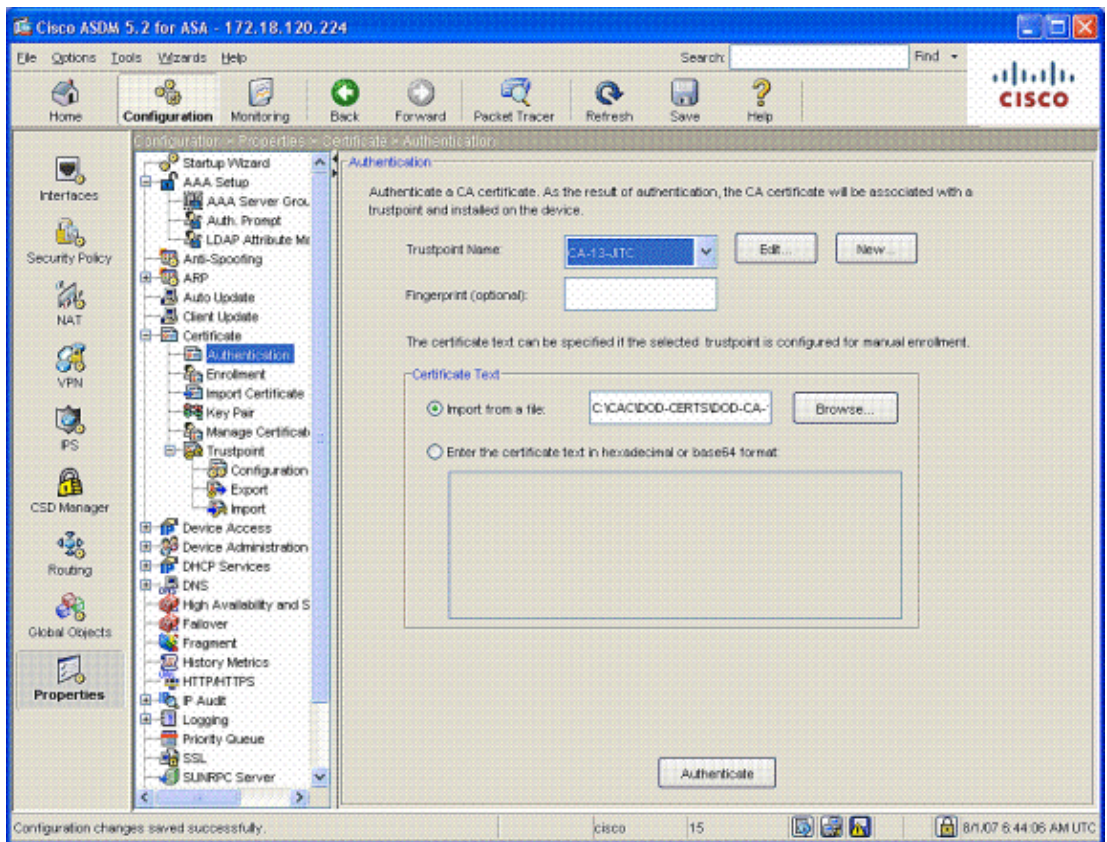 Cisco ASDM 5.2 for ASA - 172.18.120.224
File Options Tools Wizards Help
Search:
Find
Home
Configuration
Monitoring
Back
Forward
Packet Tracer
Refresh
Save
Help
CISCO
Configuration > Properties > Certificate > Authentication
Interfaces
Security Policy
NAT
VPN
IPS
CSD Manager
Routing
Global Objects
Properties
Startup Wizard
AAA Setup
AAA Server Grou
Auth. Prompt
LDAP Attribute Ma
Anti-Spoofing
ARP
Auto Update
Client Update
Certificate
Authentication
Enrollment
Import Certificate
Key Pair
Manage Certificat
Trustpoint
Configuration
Export
Import
Device Access
Device Administration
DHCP Services
DNS
High Availability and S
Failover
Fragment
History Metrics
HTTP/HTTPS
IP Audit
Logging
Priority Queue
SSL
SUNRPC Server
Authentication
Authenticate a CA certificate. As the result of authentication, the CA certificate will be associated with a
trustpoint and installed on the device.
Trustpoint Name:
CA-13-JITC
Edit...
New...
Fingerprint (optional):
The certificate text can be specified if the selected trustpoint is configured for manual enrollment.
Certificate Text
Import from a file:
C:\CAC\DOD-CERTS\DOD-CA-
Browse...
Enter the certificate text in hexadecimal or base64 format:
Authenticate
Configuration changes saved successfully.
cisco
15
8/1/07 6:44:06 AM UTC